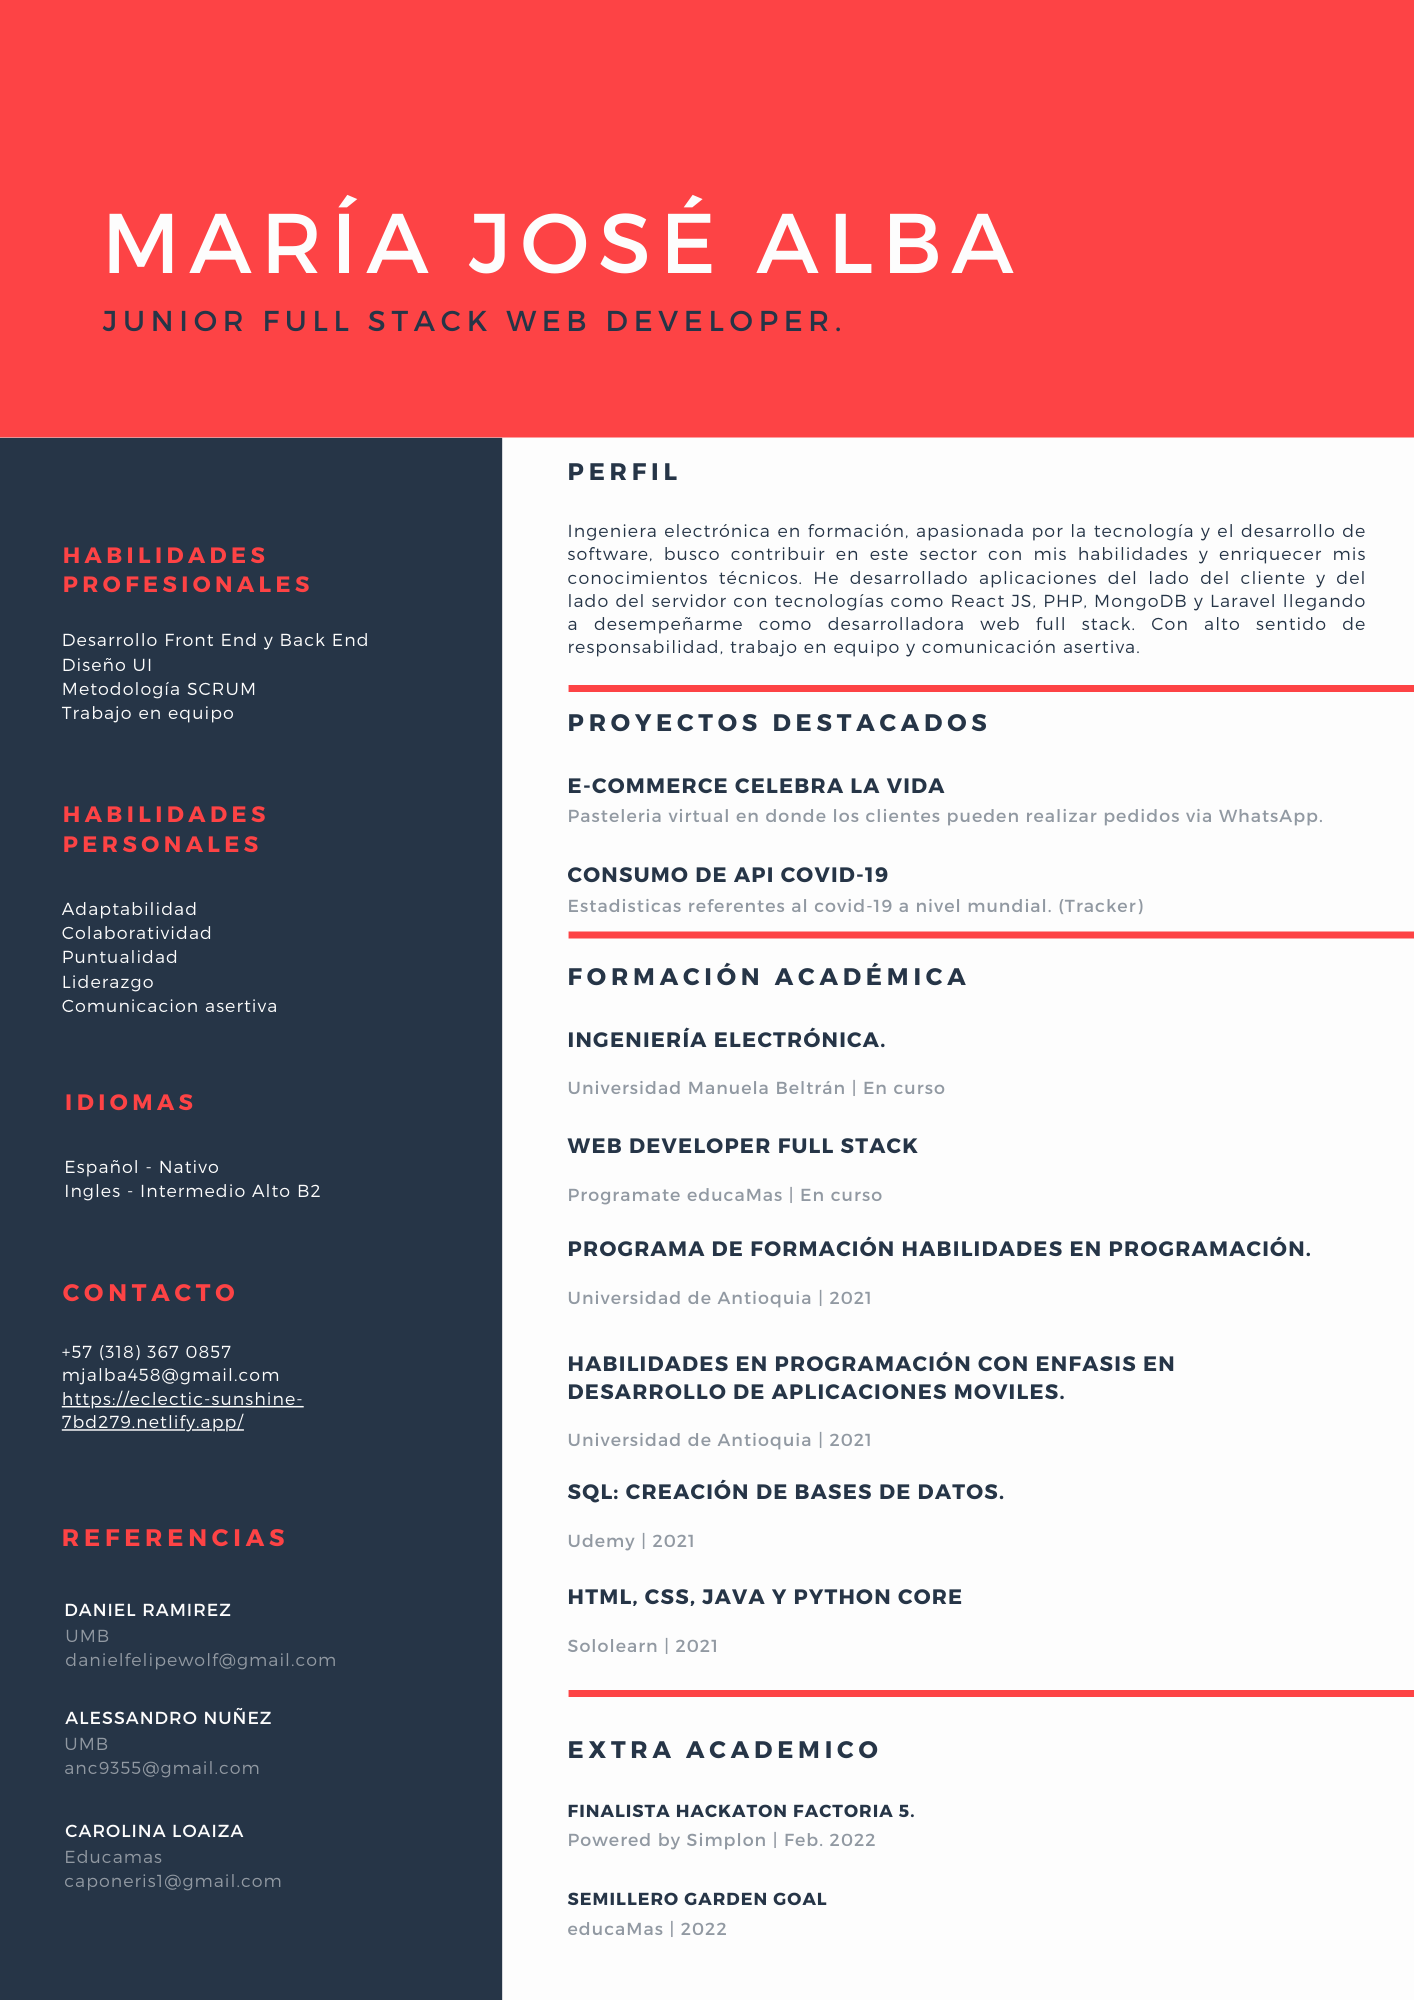 MARÍA JOSÉ ALBA
JUNIOR FULL STACK WEB DEVELOPER.
HABILIDADES
PROFESIONALES
Desarrollo Front End y Back End
Diseño UI
Metodología SCRUM
Trabajo en equipo
HABILIDADES
PERSONALES
Adaptabilidad
Colaboratividad
Puntualidad
Liderazgo
Comunicacion asertiva
IDIOMAS
Español - Nativo
Ingles - Intermedio Alto B2
CONTACTO
+57 (318) 367 0857
mjalba458@gmail.com
https://eclectic-sunshine-
7bd279.netlify.app/
REFERENCIAS
DANIEL RAMIREZ
UMB
danielfelipewolf@gmail.com
ALESSANDRO NUÑEZ
UMB
anc9355@gmail.com
CAROLINA LOAIZA
Educamas
caponeris1@gmail.com
PERFIL
Ingeniera electrónica en formación, apasionada por la tecnología y el desarrollo de
software, busco contribuir en este sector con mis habilidades y enriquecer mis
conocimientos técnicos. He desarrollado aplicaciones del lado del cliente y del
lado del servidor con tecnologías como React JS, PHP, MongoDB y Laravel llegando
a desempeñarme como desarrolladora web full stack. Con alto sentido de
responsabilidad, trabajo en equipo y comunicación asertiva.
PROYECTOS DESTACADOS
E-COMMERCE CELEBRA LA VIDA
Pasteleria virtual en donde los clientes pueden realizar pedidos via WhatsApp.
CONSUMO DE API COVID-19
Estadisticas referentes al covid-19 a nivel mundial. (Tracker)
FORMACIÓN ACADÉMICA
INGENIERÍA ELECTRÓNICA.
Universidad Manuela Beltrán | En curso
WEB DEVELOPER FULL STACK
Programate educaMas | En curso
PROGRAMA DE FORMACIÓN HABILIDADES EN PROGRAMACIÓN.
Universidad de Antioquia | 2021
HABILIDADES EN PROGRAMACIÓN CON ENFASIS EN
DESARROLLO DE APLICACIONES MOVILES.
Universidad de Antioquia | 2021
SQL: CREACIÓN DE BASES DE DATOS.
Udemy | 2021
HTML, CSS, JAVA Y PYTHON CORE
Sololearn | 2021
EXTRA ACADEMICO
FINALISTA HACKATON FACTORIA 5.
Powered by Simplon | Feb. 2022
SEMILLERO GARDEN GOAL
educaMas | 2022